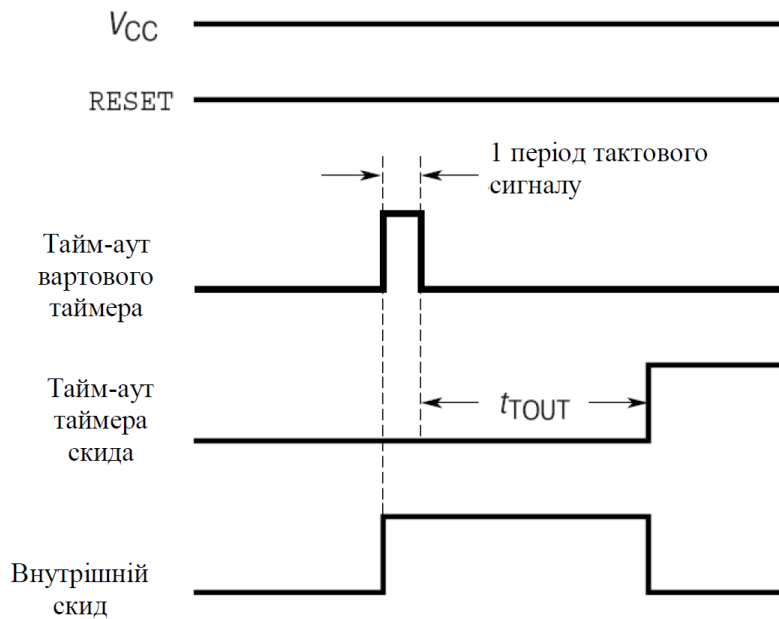 VCC
RESET
1 період тактового
сигналу
Тайм-аут
вартового
таймера
Тайм-аут
таймера
скида
tTOUT
Внутрішній
скид